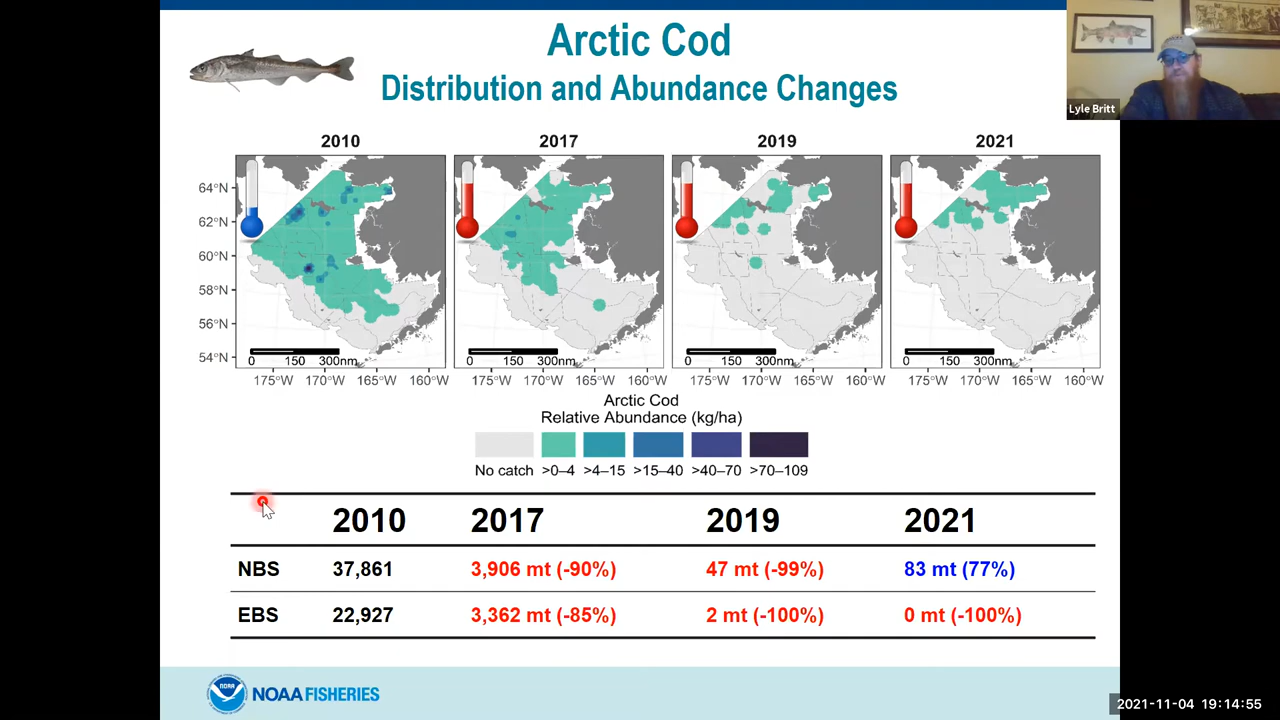 Arctic Cod
Distribution and Abundance Changes
Lyle Britt
2010 2017 2019 2021
64°N
62°N
60°N
58°N
56°N
54°N
0 150 300nm 0 150 300nm 0 150 300nm 0 150 300nm
175°W 170°W 165°W 160°W 175°W 170°W 165°W 160°W 175°W 170°W 165°W 160°W 175°W 170°W 165°W 160°W
Arctic Cod
Relative Abundance (kg/ha)
No catch >0–4 >4–15 >15–40 >40–70 >70–109
2010 2017 2019 2021
NBS 37,861 3,906 mt (-90%) 47 mt (-99%) 83 mt (77%)
EBS 22,927 3,362 mt (-85%) 2 mt (-100%) 0 mt (-100%)
NOAA NOAA FISHERIES
2021-11-04 19:14:55